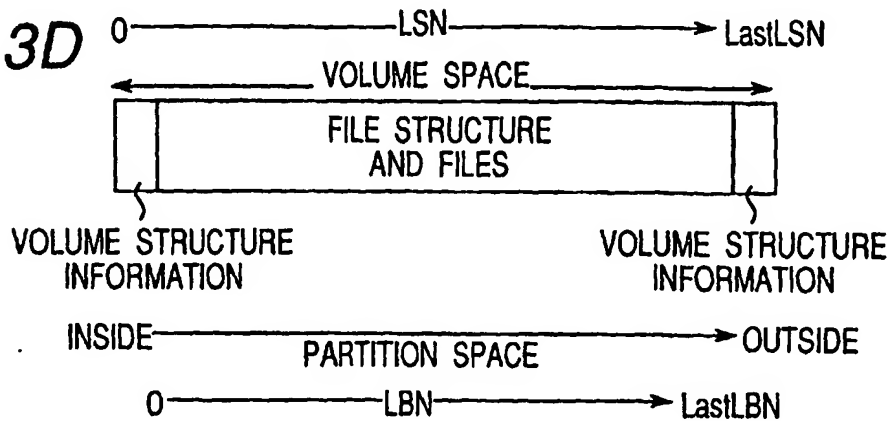 3D
0 LSN LastLSN
VOLUME SPACE
FILE STRUCTURE
AND FILES
VOLUME STRUCTURE
INFORMATION
VOLUME STRUCTURE
INFORMATION
INSIDE PARTITION SPACE OUTSIDE
0 LBN LastLBN